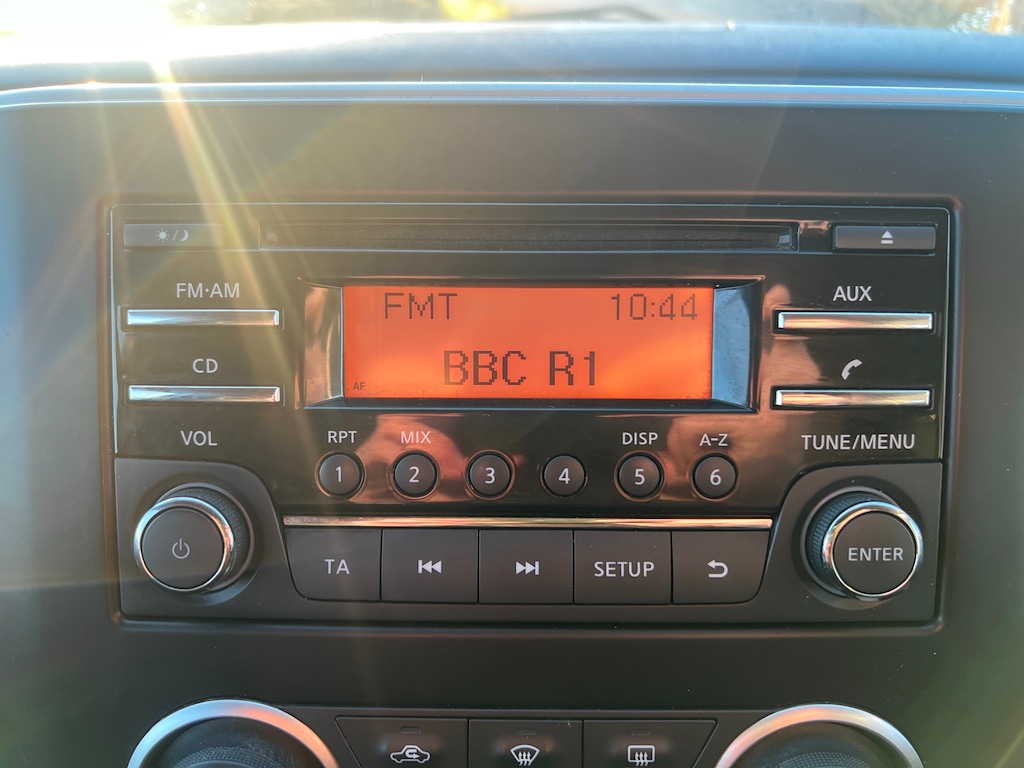 FM·AM
AUX
FMT 10:44
CD
BBC R1
AF
VOL
RPT MIX DISP A-Z
TUNE/MENU
1 2 3 4 5 6
TA SETUP
ENTER